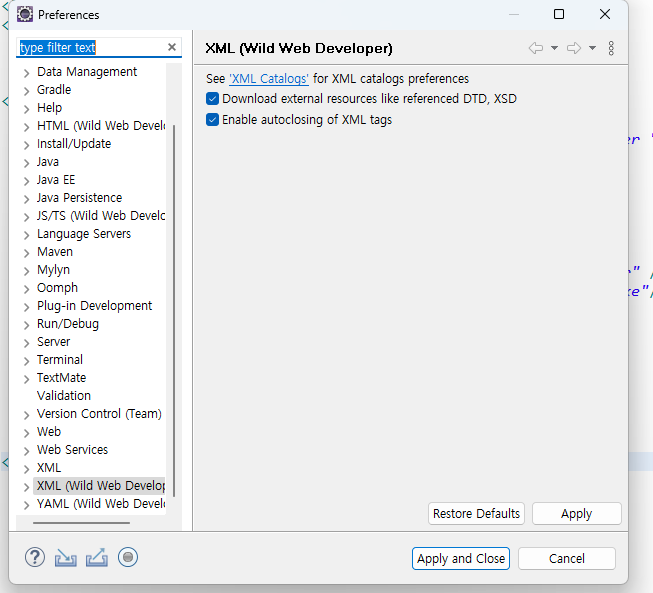 Preferences
type filter text
XML (Wild Web Developer)
See 'XML Catalogs' for XML catalogs preferences
Download external resources like referenced DTD, XSD
Enable autoclosing of XML tags
Data Management
Gradle
Help
HTML (Wild Web Develo
Install/Update
Java
Java EE
Java Persistence
JS/TS (Wild Web Develo
Language Servers
Maven
Mylyn
Oomph
Plug-in Development
Run/Debug
Server
Terminal
TextMate
Validation
Version Control (Team)
Web
Web Services
XML
XML (Wild Web Develop
YAML (Wild Web Develo
Restore Defaults
Apply
Apply and Close
Cancel
er "
" /
ke"/